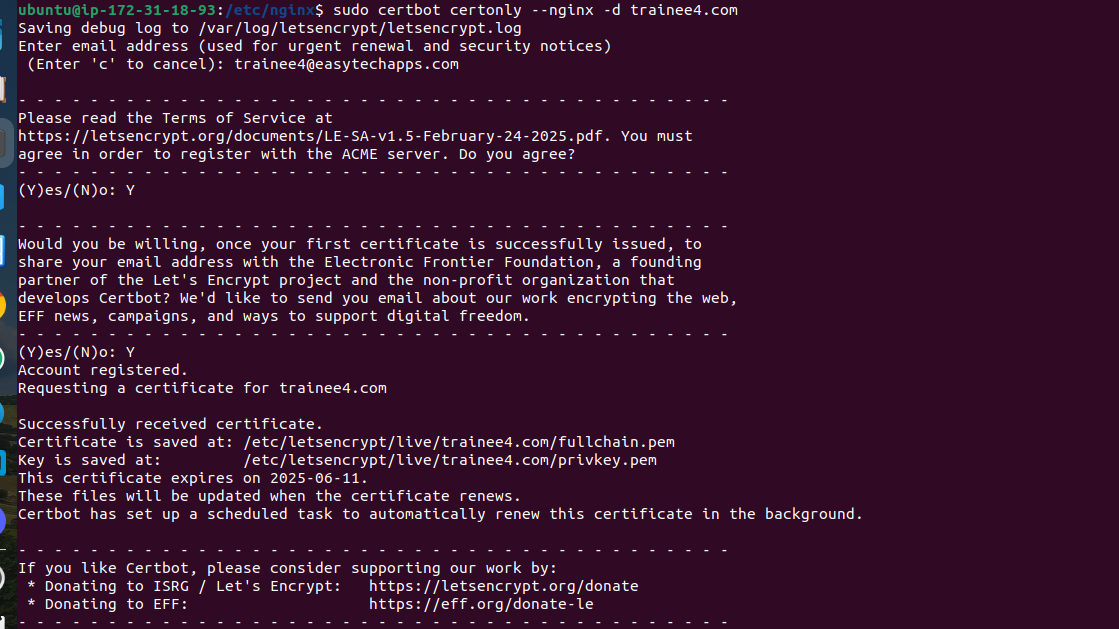 ubuntu@ip-172-31-18-93:/etc/nginx$ sudo certbot certonly --nginx -d trainee4.com
Saving debug log to /var/log/letsencrypt/letsencrypt.log
Enter email address (used for urgent renewal and security notices)
 (Enter 'c' to cancel): trainee4@easytechapps.com

- - - - - - - - - - - - - - - - - - - - - - - - - - - - - - - - - - - - - - - -
Please read the Terms of Service at
https://letsencrypt.org/documents/LE-SA-v1.5-February-24-2025.pdf. You must
agree in order to register with the ACME server. Do you agree?
- - - - - - - - - - - - - - - - - - - - - - - - - - - - - - - - - - - - - - - -
(Y)es/(N)o: Y

- - - - - - - - - - - - - - - - - - - - - - - - - - - - - - - - - - - - - - - -
Would you be willing, once your first certificate is successfully issued, to
share your email address with the Electronic Frontier Foundation, a founding
partner of the Let's Encrypt project and the non-profit organization that
develops Certbot? We'd like to send you email about our work encrypting the web,
EFF news, campaigns, and ways to support digital freedom.
- - - - - - - - - - - - - - - - - - - - - - - - - - - - - - - - - - - - - - - -
(Y)es/(N)o: Y
Account registered.
Requesting a certificate for trainee4.com

Successfully received certificate.
Certificate is saved at: /etc/letsencrypt/live/trainee4.com/fullchain.pem
Key is saved at:         /etc/letsencrypt/live/trainee4.com/privkey.pem
This certificate expires on 2025-06-11.
These files will be updated when the certificate renews.
Certbot has set up a scheduled task to automatically renew this certificate in the background.

- - - - - - - - - - - - - - - - - - - - - - - - - - - - - - - - - - - - - - - -
If you like Certbot, please consider supporting our work by:
 * Donating to ISRG / Let's Encrypt:   https://letsencrypt.org/donate
 * Donating to EFF:                    https://eff.org/donate-le
- - - - - - - - - - - - - - - - - - - - - - - - - - - - - - - - - - - - - - - -